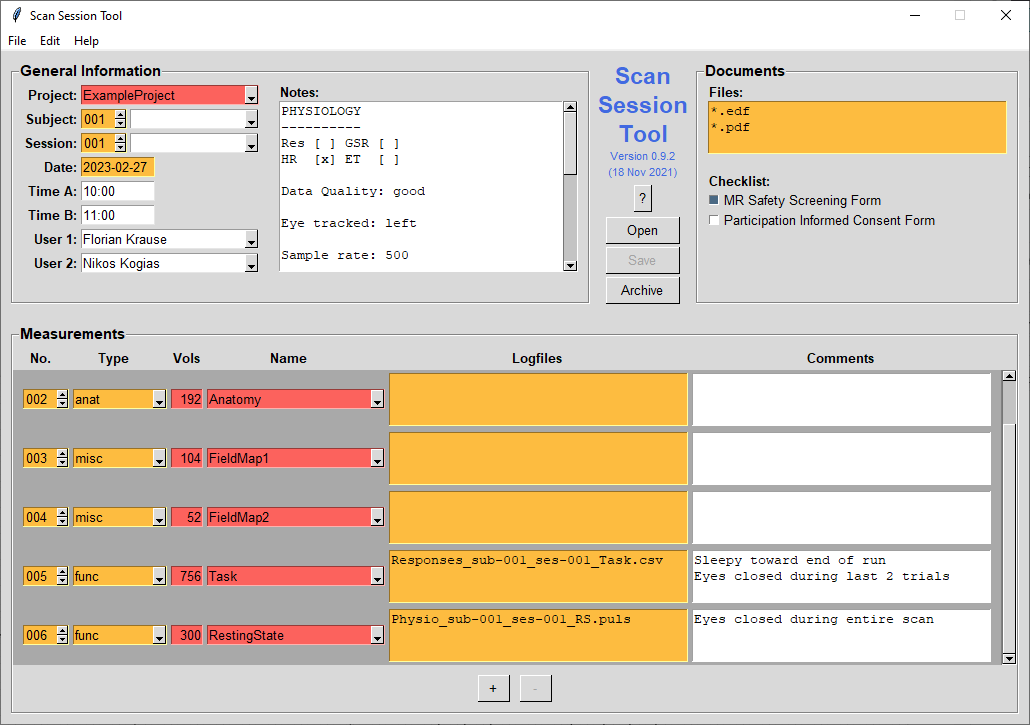 Scan Session Tool
File Edit Help
General Information
Project: ExampleProject
Subject: 001
Session: 001
Date: 2023-02-27
Time A: 10:00
Time B: 11:00
User 1: Florian Krause
User 2: Nikos Kogias
Notes:
PHYSIOLOGY
----------
Res [ ] GSR [ ]
HR  [x] ET  [ ]
Data Quality: good
Eye tracked: left
Sample rate: 500
Scan
Session
Tool
Version 0.9.2
(18 Nov 2021)
?
Open
Save
Archive
Documents
Files:
*.edf
*.pdf
Checklist:
MR Safety Screening Form
Participation Informed Consent Form
Measurements
No. Type Vols Name Logfiles Comments
002 anat 192 Anatomy
003 misc 104 FieldMap1
004 misc 52 FieldMap2
005 func 756 Task Responses_sub-001_ses-001_Task.csv Sleepy toward end of run
Eyes closed during last 2 trials
006 func 300 RestingState Physio_sub-001_ses-001_RS.puls Eyes closed during entire scan
+ -